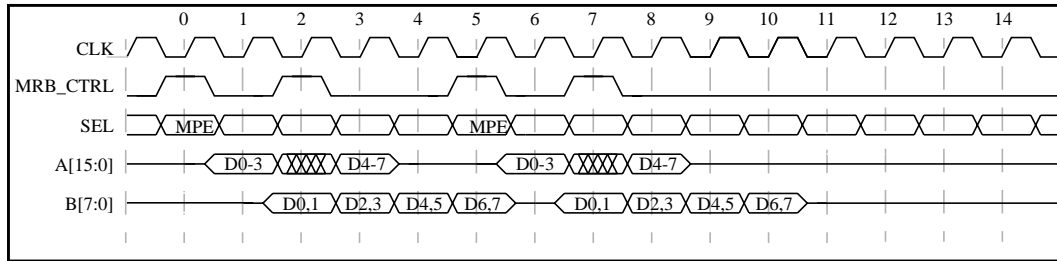 0 1 2 3 4 5 6 7 8 9 10 11 12 13 14
CLK
MRB_CTRL
SEL MPE MPE
A[15:0] D0-3 D4-7 D0-3 D4-7
B[7:0] D0,1 D2,3 D4,5 D6,7 D0,1 D2,3 D4,5 D6,7